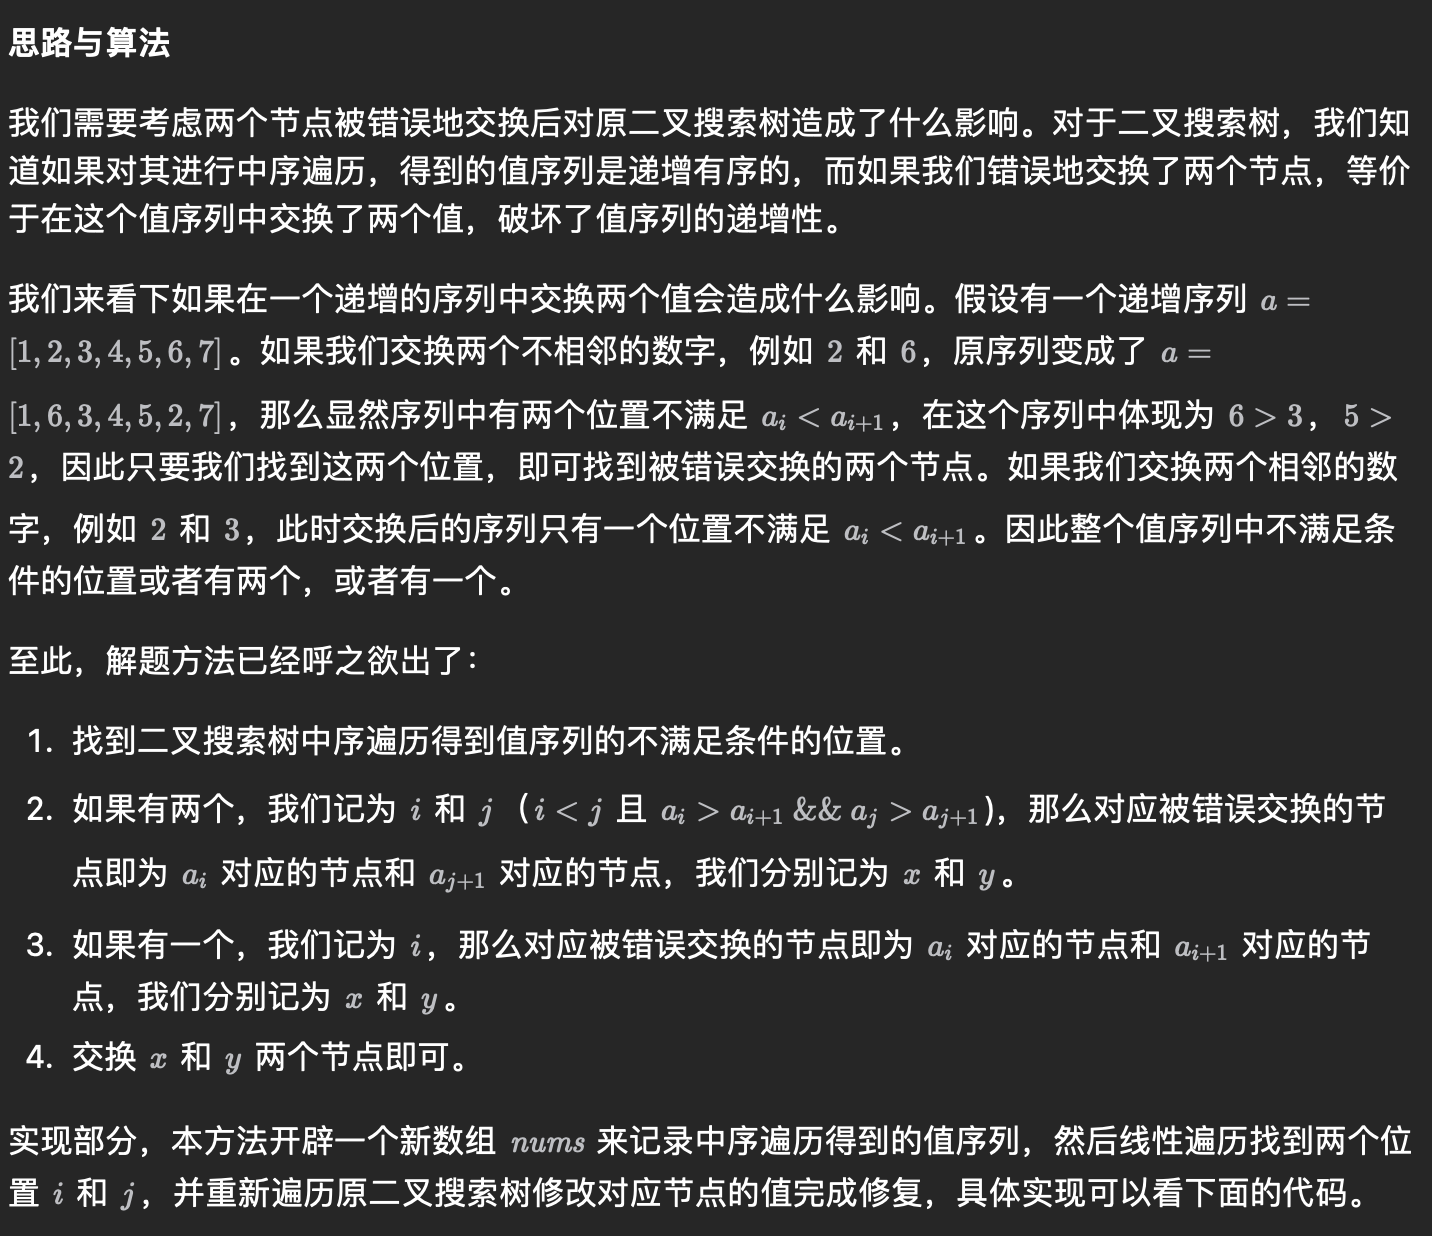 思路与算法
我们需要考虑两个节点被错误地交换后对原二叉搜索树造成了什么影响。对于二叉搜索树，我们知
道如果对其进行中序遍历，得到的值序列是递增有序的，而如果我们错误地交换了两个节点，等价
于在这个值序列中交换了两个值，破坏了值序列的递增性。
我们来看下如果在一个递增的序列中交换两个值会造成什么影响。假设有一个递增序列 a =
[1, 2, 3, 4, 5, 6, 7]。如果我们交换两个不相邻的数字，例如 2 和 6，原序列变成了 a =
[1, 6, 3, 4, 5, 2, 7]，那么显然序列中有两个位置不满足 a_i < a_{i+1}，在这个序列中体现为 6 > 3，5 >
2，因此只要我们找到这两个位置，即可找到被错误交换的两个节点。如果我们交换两个相邻的数
字，例如 2 和 3，此时交换后的序列只有一个位置不满足 a_i < a_{i+1}。因此整个值序列中不满足条
件的位置或者有两个，或者有一个。
至此，解题方法已经呼之欲出了：
1. 找到二叉搜索树中序遍历得到值序列的不满足条件的位置。
2. 如果有两个，我们记为 i 和 j（i < j 且 a_i > a_{i+1} && a_j > a_{j+1}），那么对应被错误交换的节
点即为 a_i 对应的节点和 a_{j+1} 对应的节点，我们分别记为 x 和 y。
3. 如果有一个，我们记为 i，那么对应被错误交换的节点即为 a_i 对应的节点和 a_{i+1} 对应的节
点，我们分别记为 x 和 y。
4. 交换 x 和 y 两个节点即可。
实现部分，本方法开辟一个新数组 nums 来记录中序遍历得到的值序列，然后线性遍历找到两个位
置 i 和 j，并重新遍历原二叉搜索树修改对应节点的值完成修复，具体实现可以看下面的代码。